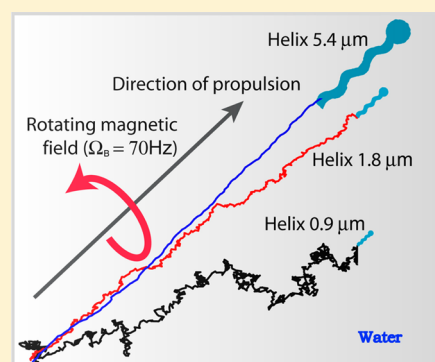 Helix 5.4 µm
Direction of propulsion
Rotating magnetic
field (Ω_B = 70Hz)
Helix 1.8 µm
Helix 0.9 µm
Water